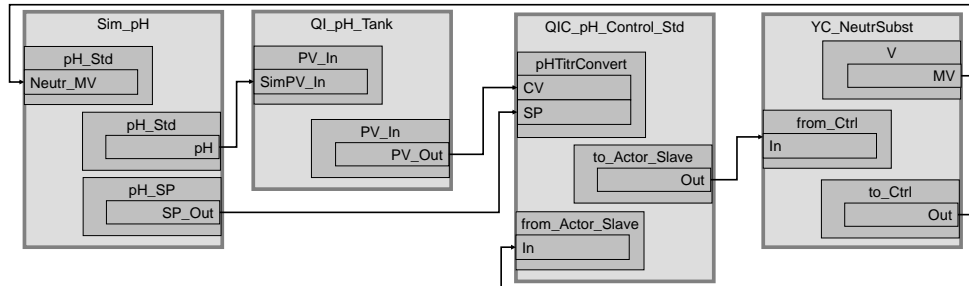 Sim_pH
pH_Std
Neutr_MV
pH_Std
pH
pH_SP
SP_Out
QI_pH_Tank
PV_In
SimPV_In
PV_In
PV_Out
QIC_pH_Control_Std
pHTitrConvert
CV
SP
to_Actor_Slave
Out
from_Actor_Slave
In
YC_NeutrSubst
V
MV
from_Ctrl
In
to_Ctrl
Out